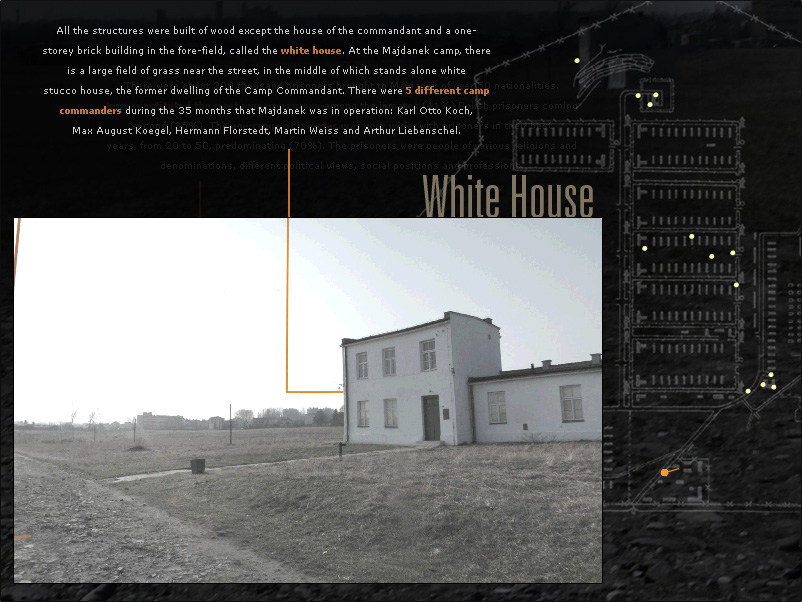 All the structures were built of wood except the house of the commandant and a one-
storey brick building in the fore-field, called the white house. At the Majdanek camp, there
is a large field of grass near the street, in the middle of which stands alone white
stucco house, the former dwelling of the Camp Commandant. There were 5 different camp
commanders during the 35 months that Majdanek was in operation: Karl Otto Koch,
Max August Koegel, Hermann Florstedt, Martin Weiss and Arthur Liebenschel.
nationalities.
prisoners coming
years, from 20 to 50, predominating (70%). The prisoners were people of various religions and
denominations, different political views, social positions and professions
White House